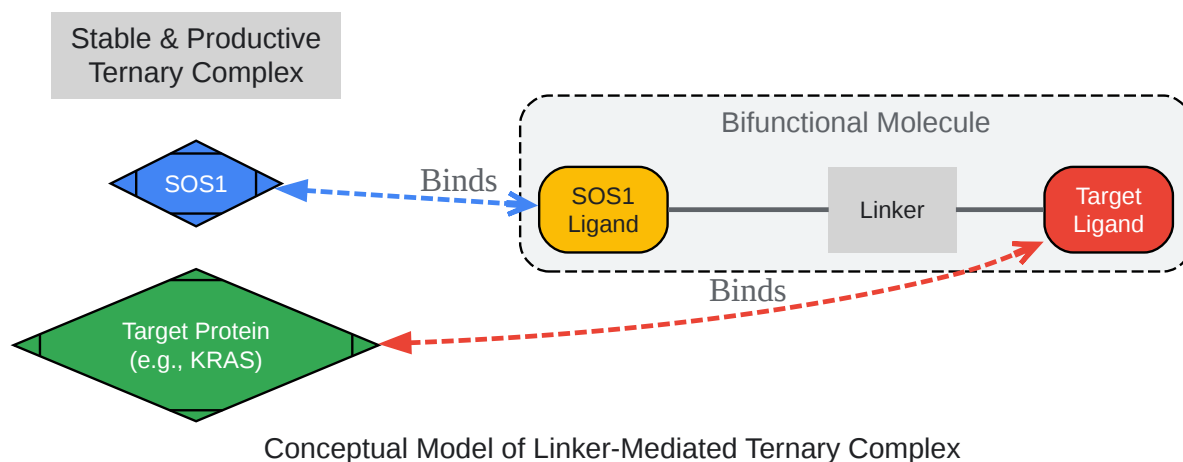 Stable & Productive
Ternary Complex
Bifunctional Molecule
SOS1
Binds
SOS1
Ligand
Linker
Target
Ligand
Binds
Target Protein
(e.g., KRAS)
Conceptual Model of Linker-Mediated Ternary Complex